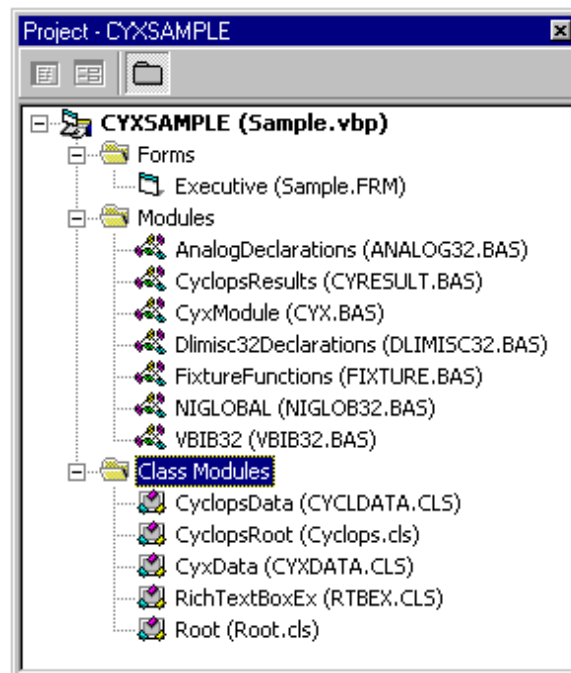 Project - CYXSAMPLE
CYXSAMPLE (Sample.vbp)
Forms
Executive (Sample.FRM)
Modules
AnalogDeclarations (ANALOG32.BAS)
CyclopsResults (CYRESULT.BAS)
CyxModule (CYX.BAS)
Dlimisc32Declarations (DLIMISC32.BAS)
FixtureFunctions (FIXTURE.BAS)
NIGLOBAL (NIGLOB32.BAS)
VBIB32 (VBIB32.BAS)
Class Modules
CyclopsData (CYCLDATA.CLS)
CyclopsRoot (Cyclops.cls)
CyxData (CYXDATA.CLS)
RichTextBoxEx (RTBEX.CLS)
Root (Root.cls)